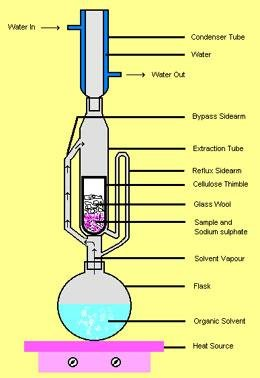 Water In
Condenser Tube
Water
Water Out
Bypass Sidearm
Extraction Tube
Reflux Sidearm
Cellulose Thimble
Glass Wool
Sample and
Sodium sulphate
Solvent Vapour
Flask
Organic Solvent
Heat Source